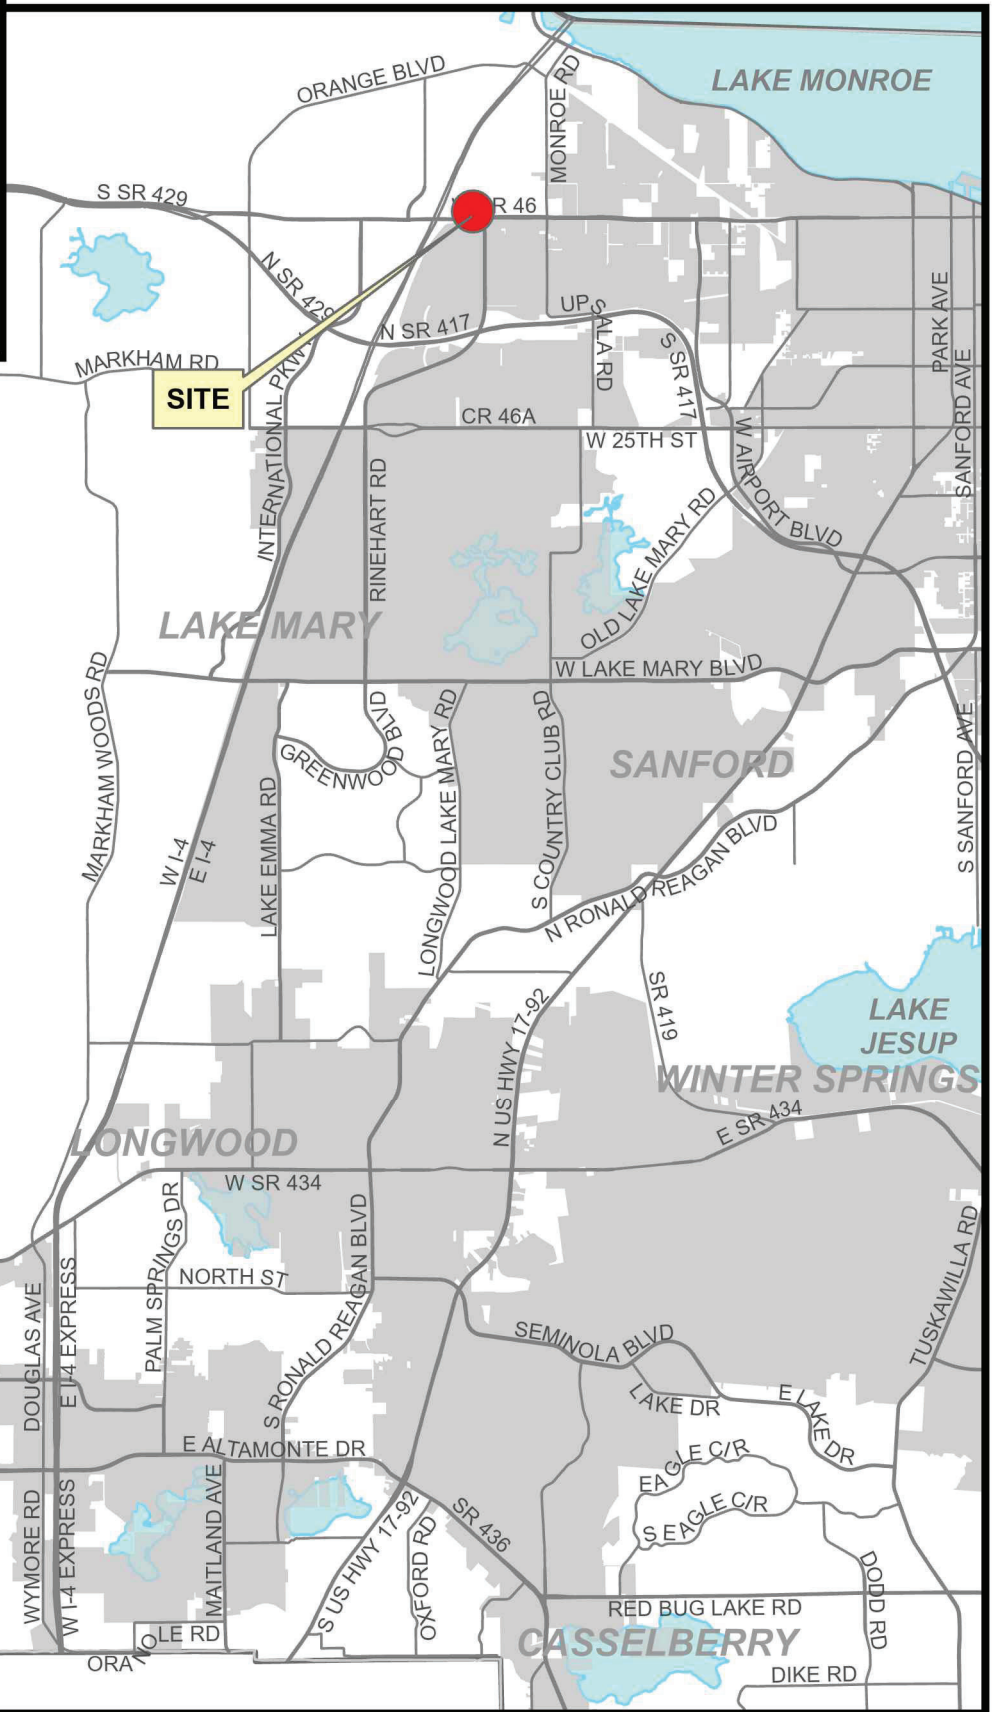 ORANGE BLVD
MONROE RD
LAKE MONROE
S SR 429
R 46
N SR 429
UPSALA RD
N SR 417
S SR 417
PARK AVE
MARKHAM RD
SITE
INTERNATIONAL PKWY
CR 46A
W 25TH ST
W AIRPORT BLVD
SANFORD AVE
RINEHART RD
OLD LAKE MARY RD
LAKE MARY
W LAKE MARY BLVD
MARKHAM WOODS RD
GREENWOOD BLVD
LONGWOOD LAKE MARY RD
S COUNTRY CLUB RD
SANFORD
S SANFORD AVE
LAKE EMMA RD
W I-4
E I-4
N RONALD REAGAN BLVD
SR 419
LAKE
JESUP
N US HWY 17-92
WINTER SPRINGS
E SR 434
LONGWOOD
W SR 434
PALM SPRINGS DR
NORTH ST
S RONALD REAGAN BLVD
TUSKAWILLA RD
DOUGLAS AVE
E I-4 EXPRESS
SEMINOLA BLVD
LAKE DR
E LAKE DR
E ALTAMONTE DR
EAGLE CIR
S EAGLE CIR
WYMORE RD
W I-4 EXPRESS
MAITLAND AVE
S US HWY 17-92
OXFORD RD
SR 436
DODD RD
RED BUG LAKE RD
ORANOLE RD
CASSELBERRY
DIKE RD